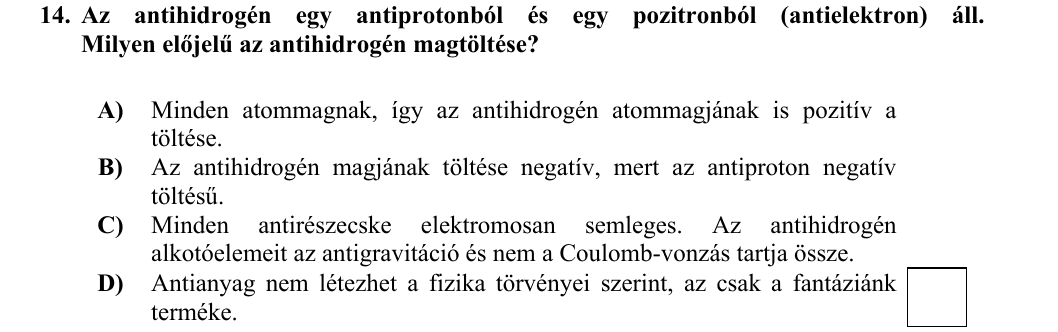 14. Az antihidrogén egy antiprotonból és egy pozitronból (antielektron) áll.
Milyen előjelű az antihidrogén magtöltése?
A) Minden atommagnak, így az antihidrogén atommagjának is pozitív a
töltése.
B) Az antihidrogén magjának töltése negatív, mert az antiproton negatív
töltésű.
C) Minden antirészecske elektromosan semleges. Az antihidrogén
alkotóelemeit az antigravitáció és nem a Coulomb-vonzás tartja össze.
D) Antianyag nem létezhet a fizika törvényei szerint, az csak a fantáziánk
terméke.